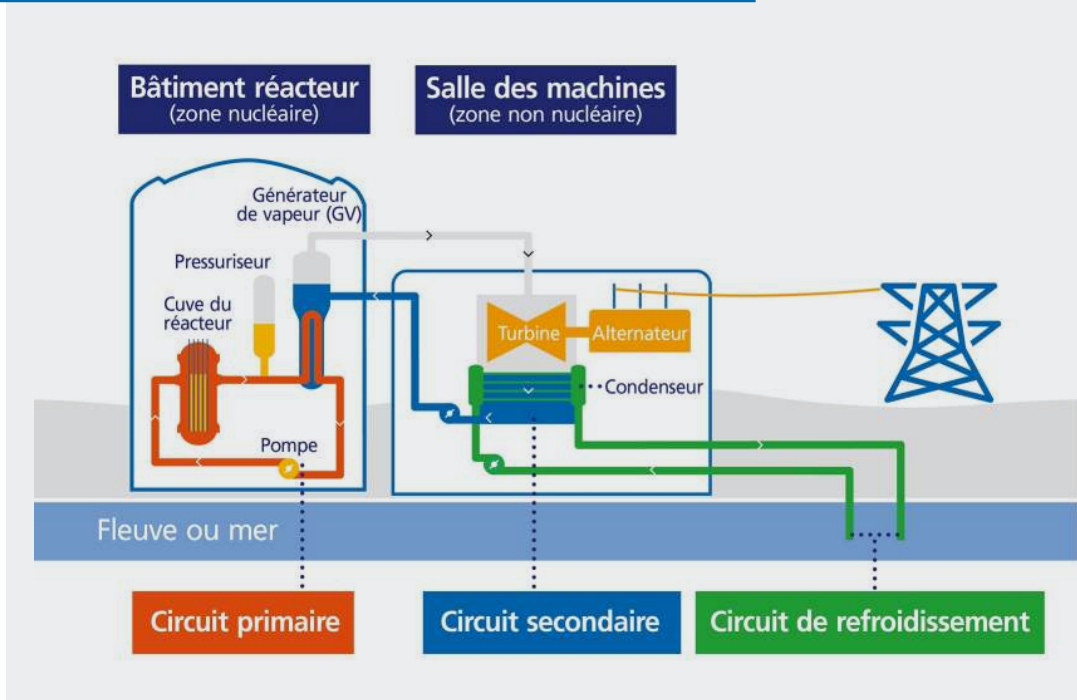 Bâtiment réacteur
(zone nucléaire)
Salle des machines
(zone non nucléaire)
Générateur
de vapeur (GV)
Pressuriseur
Cuve du
réacteur
Turbine
Alternateur
Condenseur
Pompe
Fleuve ou mer
Circuit primaire
Circuit secondaire
Circuit de refroidissement